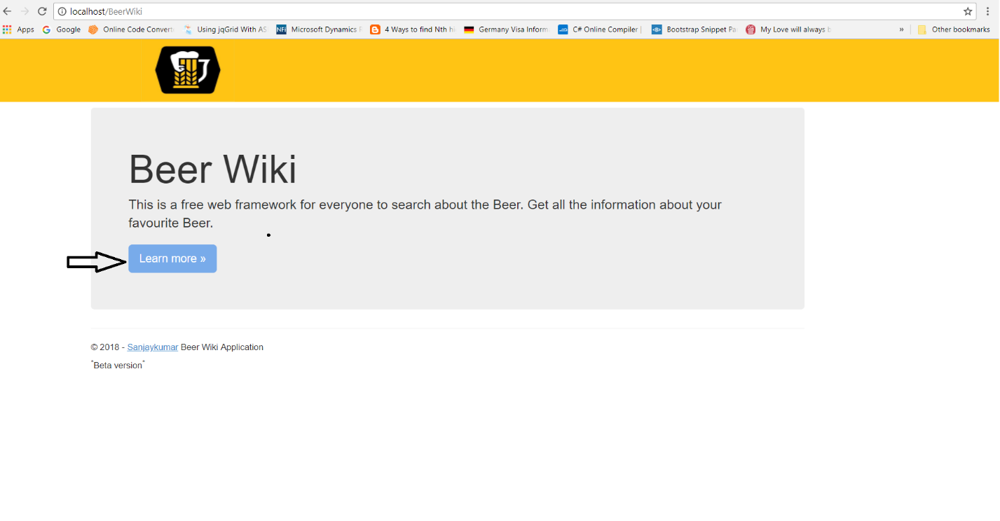 localhost/BeerWiki
Apps Google Online Code Convert Using jqGrid With AS NFi Microsoft Dynamics 4 Ways to find Nth hi Germany Visa Inform C# Online Compiler | Bootstrap Snippet Pa My Love will always b » Other bookmarks
Beer Wiki
This is a free web framework for everyone to search about the Beer. Get all the information about your
favourite Beer.
Learn more »
© 2018 - Sanjaykumar Beer Wiki Application
*Beta version*